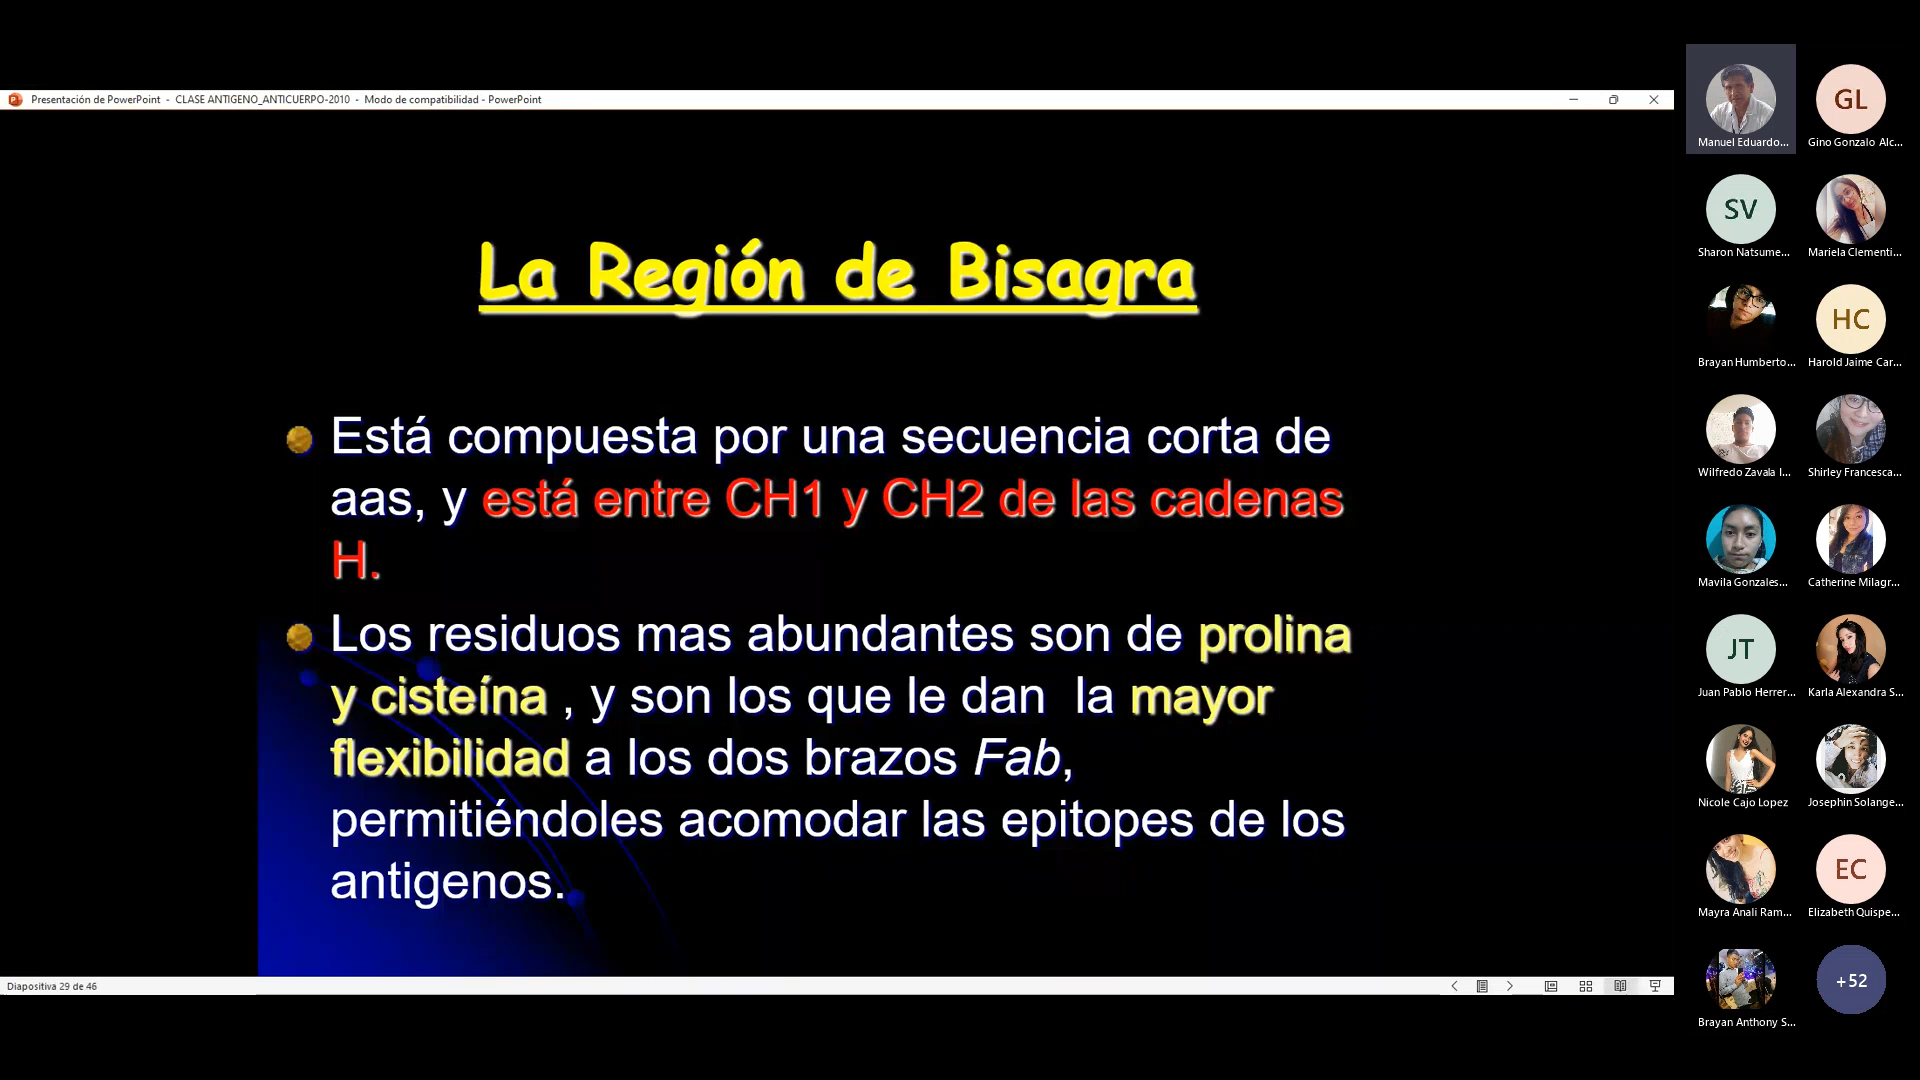 Presentación de PowerPoint - CLASE ANTIGENO_ANTICUERPO-2010 - Modo de compatibilidad - PowerPoint
La Región de Bisagra
Está compuesta por una secuencia corta de
aas, y está entre CH1 y CH2 de las cadenas
H.
Los residuos mas abundantes son de prolina
y cisteína , y son los que le dan la mayor
flexibilidad a los dos brazos Fab,
permitiéndoles acomodar las epitopes de los
antigenos.
Diapositiva 29 de 46
Manuel Eduardo...
GL
Gino Gonzalo Alc...
SV
Sharon Natsume...
Mariela Clementi...
Brayan Humberto...
HC
Harold Jaime Car...
Wilfredo Zavala I...
Shirley Francesca...
Mavila Gonzales...
Catherine Milagr...
JT
Juan Pablo Herrer...
Karla Alexandra S...
Nicole Cajo Lopez
Josephin Solange...
Mayra Anali Ram...
EC
Elizabeth Quispe...
Brayan Anthony S...
+52